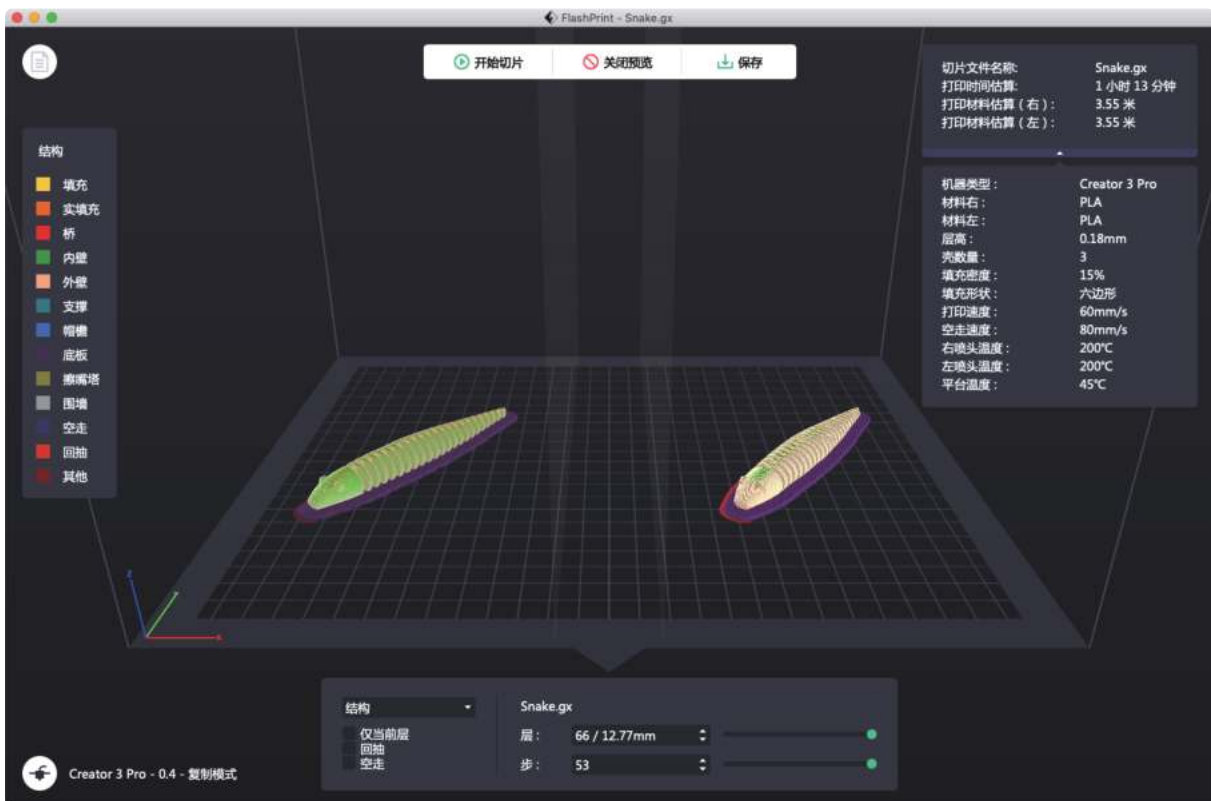 FlashPrint - Snake.gx
开始切片 关闭预览 保存
切片文件名称: Snake.gx
打印时间估算: 1 小时 13 分钟
打印材料估算 ( 右 ) : 3.55 米
打印材料估算 ( 左 ) : 3.55 米
机器类型 : Creator 3 Pro
材料右 : PLA
材料左 : PLA
层高 : 0.18mm
壳数量 : 3
填充密度 : 15%
填充形状 : 六边形
打印速度 : 60mm/s
空走速度 : 80mm/s
右喷头温度 : 200℃
左喷头温度 : 200℃
平台温度 : 45℃
结构
填充
实填充
桥
内壁
外壁
支撑
帽檐
底板
擦嘴塔
围墙
空走
回抽
其他
Z
Y
X
结构
仅当前层
回抽
空走
Snake.gx
层 : 66 / 12.77mm
步 : 53
Creator 3 Pro - 0.4 - 复制模式